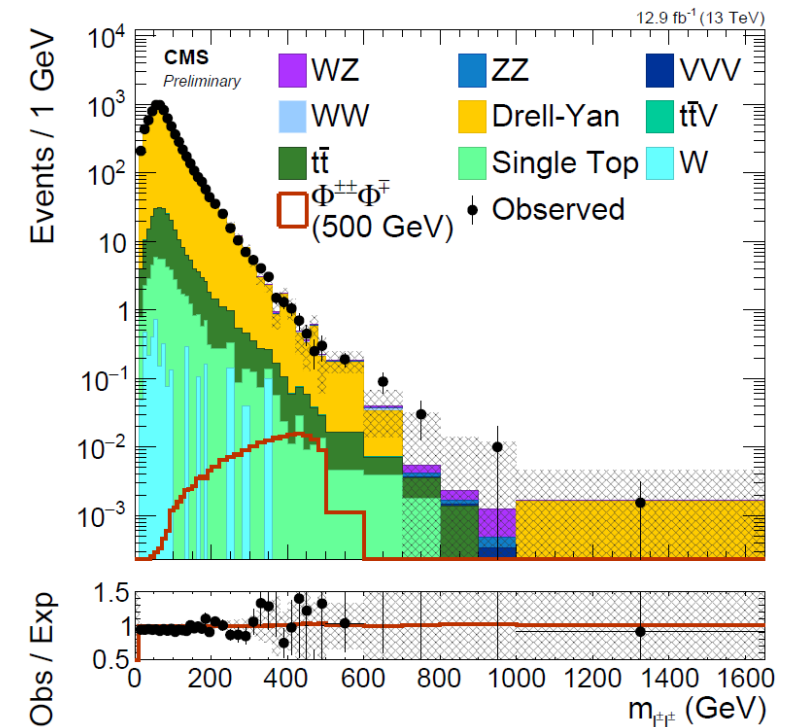 12.9 fb⁻¹ (13 TeV)
CMS
Preliminary
WZ
ZZ
VVV
WW
Drell-Yan
tt̄V
tt̄
Single Top
W
Φ±±Φ∓
(500 GeV)
Observed
Events / 1 GeV
10⁴
10³
10²
10
1
10⁻¹
10⁻²
10⁻³
Obs / Exp
1.5
1
0.5
0 200 400 600 800 1000 1200 1400 1600
m_l±l± (GeV)